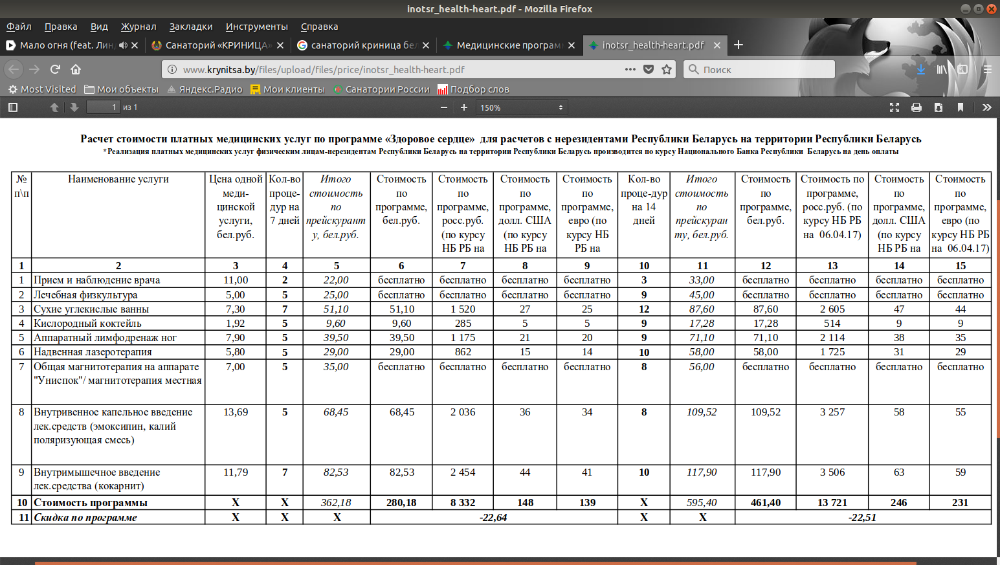 inotsr_health-heart.pdf - Mozilla Firefox
Файл Правка Вид Журнал Закладки Инструменты Справка
Мало огня (feat. Лин Санаторий «КРИНИЦА» санаторий криница бел Медицинские програм inotsr_health-heart.pdf
www.krynitsa.by/files/upload/files/price/inotsr_health-heart.pdf Поиск
Most Visited Мои объекты Яндекс.Радио Мои клиенты Санатории России Подбор слов
1 из 1 150%
Расчет стоимости платных медицинских услуг по программе «Здоровое сердце» для расчетов с нерезидентами Республики Беларусь на территории Республики Беларусь
*Реализация платных медицинских услуг физическим лицам-нерезидентам Республики Беларусь на территории Республики Беларусь производится по курсу Национального Банка Республики Беларусь на день оплаты
№ Наименование услуги Цена одной Кол-во Итого Стоимость Стоимость Стоимость Стоимость Кол-во Итого Стоимость Стоимость по Стоимость Стоимость
п\п меди- проце- стоимость по по по по проце-дур стоимость по программе, по по
цинской дур на по программе, программе, программе, программе, на 14 по программе, росс.руб. (по программе, программе,
услуги, 7 дней прейскурант бел.руб. росс.руб. долл. США евро (по дней прейскуран бел.руб. курсу НБ РБ долл. США евро (по
бел.руб. у, бел.руб. (по курсу (по курсу курсу НБ ту, бел.руб. на 06.04.17) (по курсу курсу НБ РБ
НБ РБ на НБ РБ на РБ на НБ РБ на на 06.04.17)
1 2 3 4 5 6 7 8 9 10 11 12 13 14 15
1 Прием и наблюдение врача 11,00 2 22,00 бесплатно бесплатно бесплатно бесплатно 3 33,00 бесплатно бесплатно бесплатно бесплатно
2 Лечебная физкультура 5,00 5 25,00 бесплатно бесплатно бесплатно бесплатно 9 45,00 бесплатно бесплатно бесплатно бесплатно
3 Сухие углекислые ванны 7,30 7 51,10 51,10 1 520 27 25 12 87,60 87,60 2 605 47 44
4 Кислородный коктейль 1,92 5 9,60 9,60 285 5 5 9 17,28 17,28 514 9 9
5 Аппаратный лимфодренаж ног 7,90 5 39,50 39,50 1 175 21 20 9 71,10 71,10 2 114 38 35
6 Надвенная лазеротерапия 5,80 5 29,00 29,00 862 15 14 10 58,00 58,00 1 725 31 29
7 Общая магнитотерапия на аппарате 7,00 5 35,00 бесплатно бесплатно бесплатно бесплатно 8 56,00 бесплатно бесплатно бесплатно бесплатно
"Униспок"/ магнитотерапия местная
8 Внутривенное капельное введение 13,69 5 68,45 68,45 2 036 36 34 8 109,52 109,52 3 257 58 55
лек.средств (эмоксипин, калий
поляризующая смесь)
9 Внутримышечное введение 11,79 7 82,53 82,53 2 454 44 41 10 117,90 117,90 3 506 63 59
лек.средства (кокарнит)
10 Стоимость программы X X 362,18 280,18 8 332 148 139 X 595,40 461,40 13 721 246 231
11 Скидка по программе X X X -22,64 X X -22,51